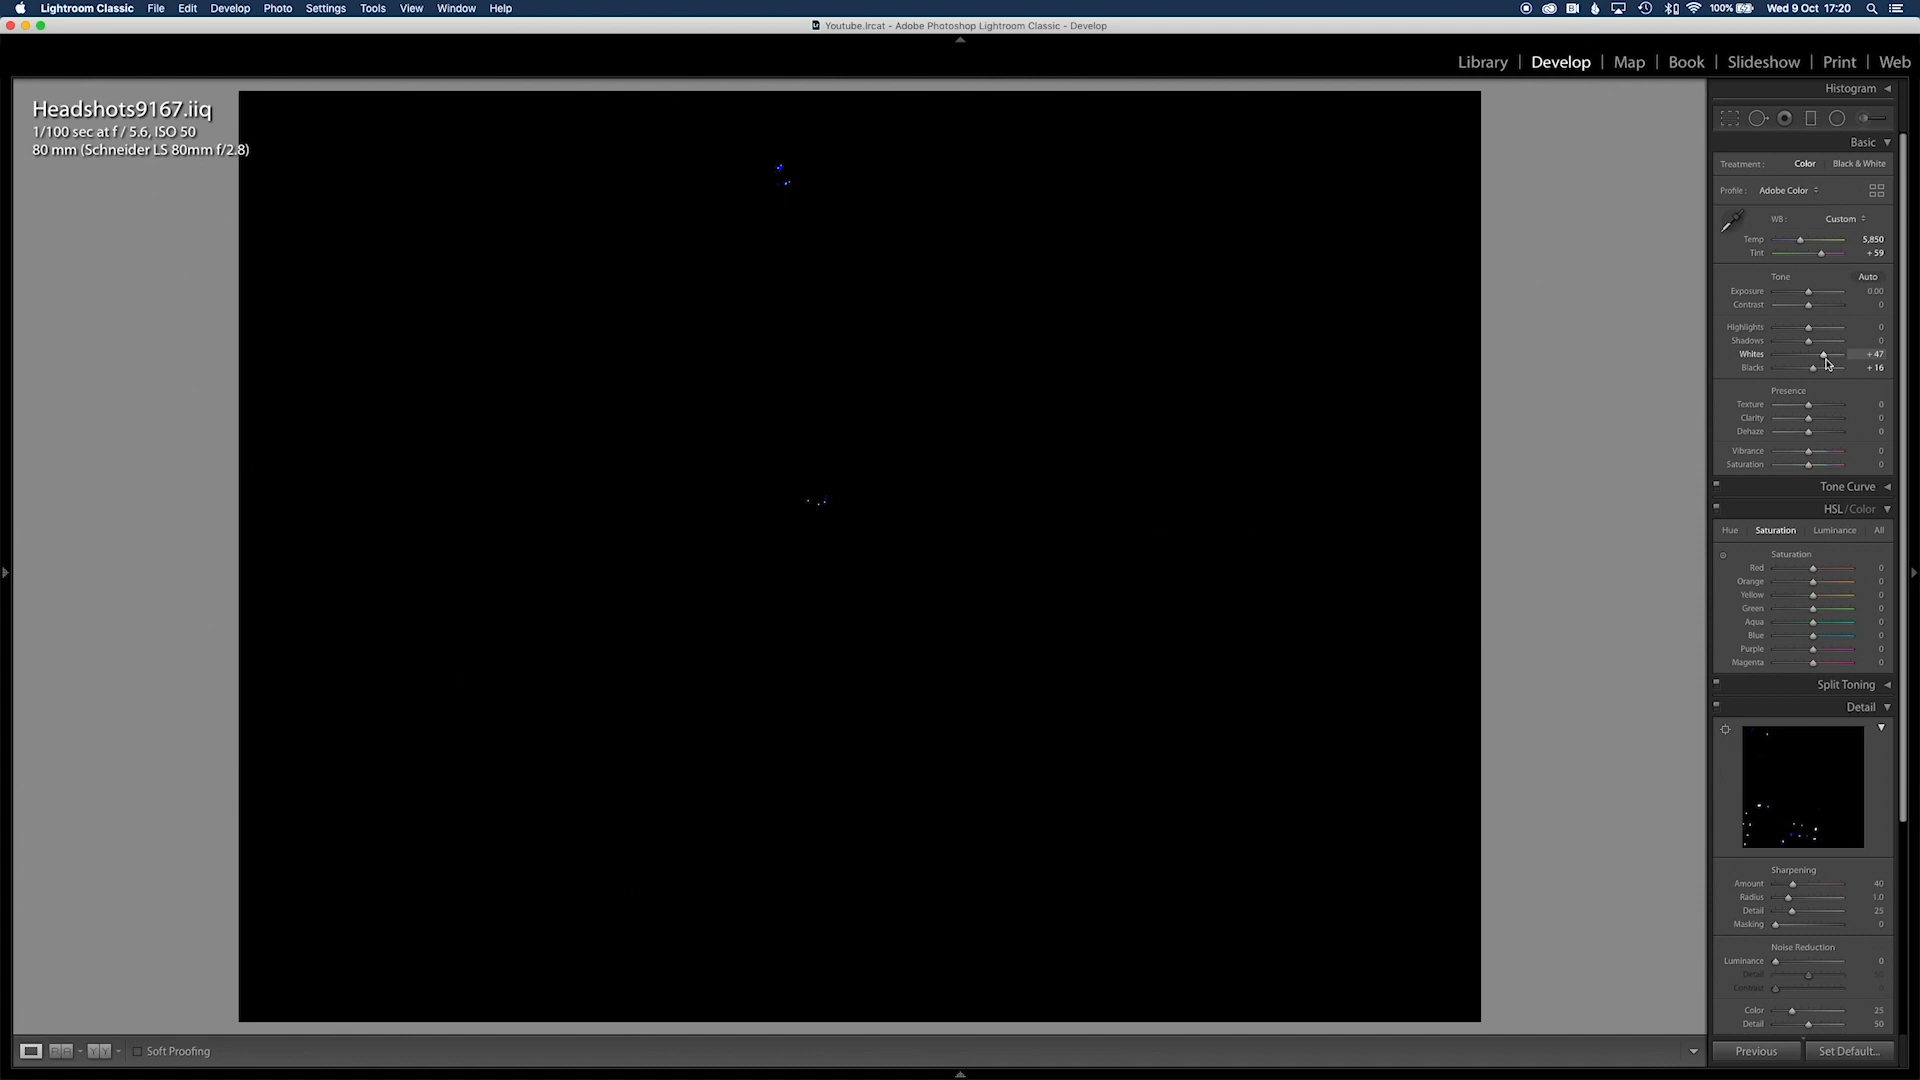 Lightroom Classic File Edit Develop Photo Settings Tools View Window Help 100% Wed 9 Oct 17:20
Youtube.lrcat - Adobe Photoshop Lightroom Classic - Develop
Library | Develop | Map | Book | Slideshow | Print | Web
Headshots9167.iiq
1/100 sec at f / 5.6, ISO 50
80 mm (Schneider LS 80mm f/2.8)
Histogram
Basic
Treatment : Color Black & White
Profile : Adobe Color
WB : Custom
Temp 5,850
Tint + 59
Tone Auto
Exposure 0.00
Contrast 0
Highlights 0
Shadows 0
Whites + 47
Blacks + 16
Presence
Texture 0
Clarity 0
Dehaze 0
Vibrance 0
Saturation 0
Tone Curve
HSL / Color
Hue Saturation Luminance All
Saturation
Red 0
Orange 0
Yellow 0
Green 0
Aqua 0
Blue 0
Purple 0
Magenta 0
Split Toning
Detail
Sharpening
Amount 40
Radius 1.0
Detail 25
Masking 0
Noise Reduction
Luminance 0
Detail 50
Contrast 0
Color 25
Detail 50
Soft Proofing
Previous Set Default...